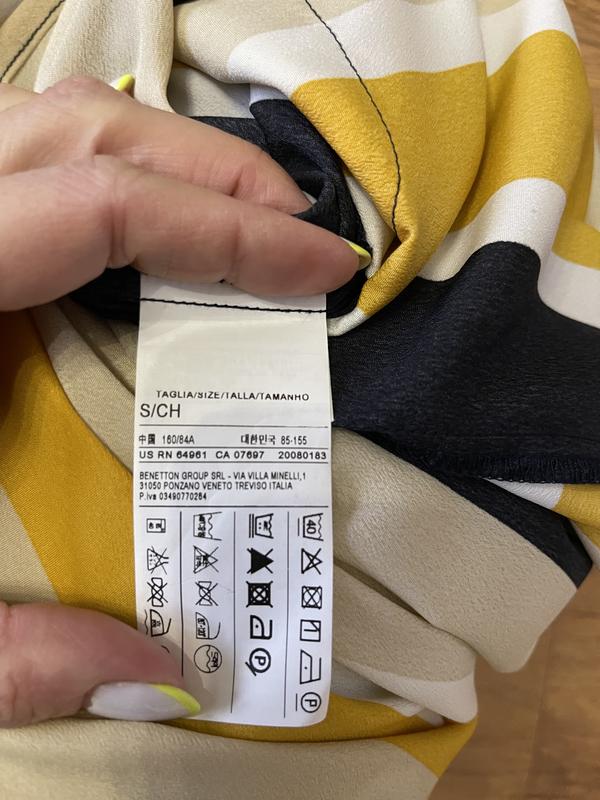 TAGLIA/SIZE/TALLA/TAMANHO
S/CH
中国 160/84A 대한민국 85-155
US RN 64961 CA 07697 20080183
BENETTON GROUP SRL - VIA VILLA MINELLI,1
31050 PONZANO VENETO TREVISO ITALIA
P.iva 03490770264
40
P
P